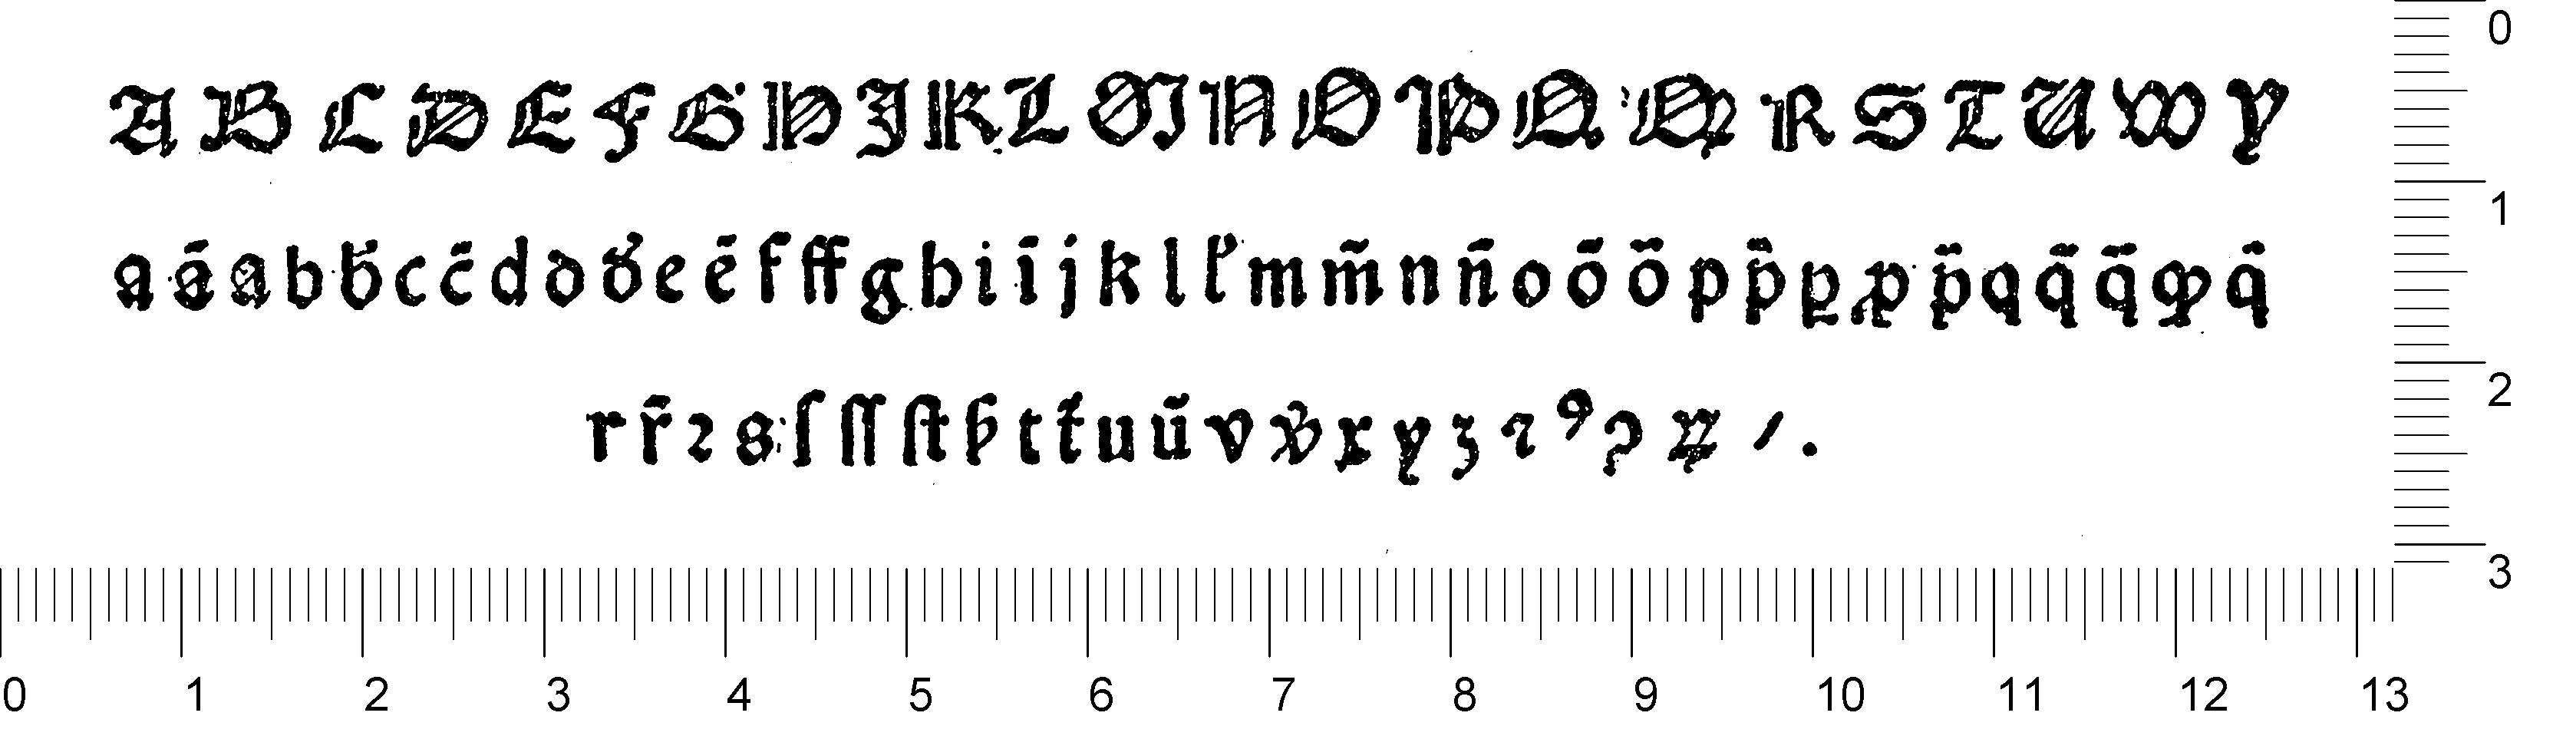 A B C D E F G H I K L M N O P Q Q R S T U W Y
a ā a b b̄ c c̄ d d d̄ e ē f ff g h i ī j k l l̓ m m̄ n n̄ o ō õ p p̄ ꝑ ꝓ p̃ q q̄ q̃ ꝙ q̄
r r̄ ꝛ s ſ ſſ ſt þ t t̄ u ū v v̄ x y ʒ ⁊ ꝰ ꝯ ꝝ / .
0
1
2
3
0 1 2 3 4 5 6 7 8 9 10 11 12 13